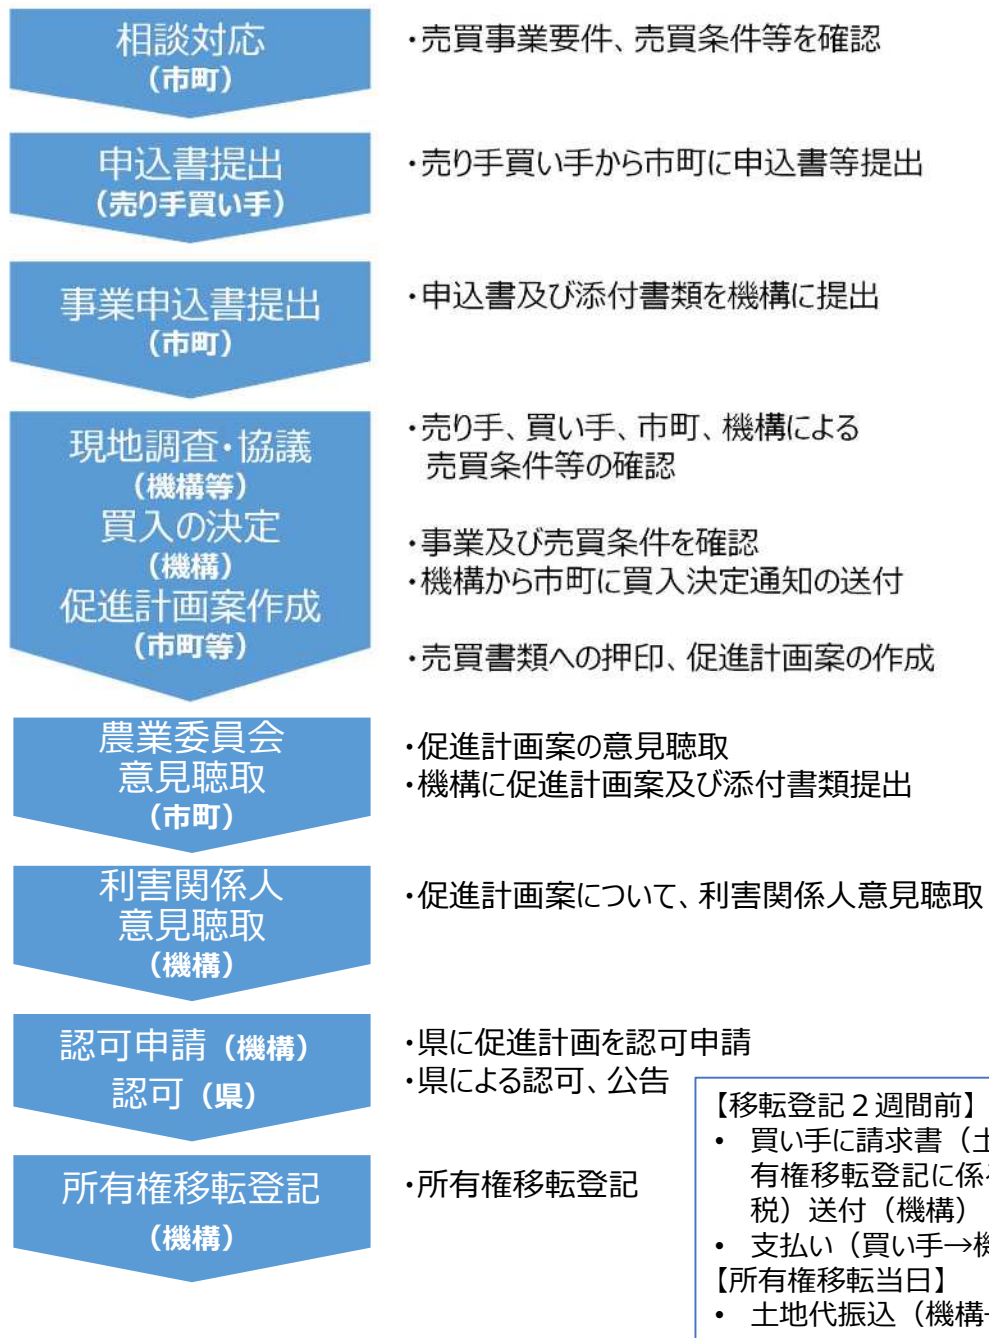 相談対応
（市町）
・売買事業要件、売買条件等を確認
申込書提出
（売り手買い手）
・売り手買い手から市町に申込書等提出
事業申込書提出
（市町）
・申込書及び添付書類を機構に提出
現地調査・協議
（機構等）
買入の決定
（機構）
促進計画案作成
（市町等）
・売り手、買い手、市町、機構による
売買条件等の確認
・事業及び売買条件を確認
・機構から市町に買入決定通知の送付
・売買書類への押印、促進計画案の作成
農業委員会
意見聴取
（市町）
・促進計画案の意見聴取
・機構に促進計画案及び添付書類提出
利害関係人
意見聴取
（機構）
・促進計画案について、利害関係人意見聴取
認可申請（機構）
認可（県）
・県に促進計画を認可申請
・県による認可、公告
所有権移転登記
（機構）
・所有権移転登記
【移転登記２週間前】
• 買い手に請求書（土
有権移転登記に係
税）送付（機構）
• 支払い（買い手→機
【所有権移転当日】
• 土地代振込（機構